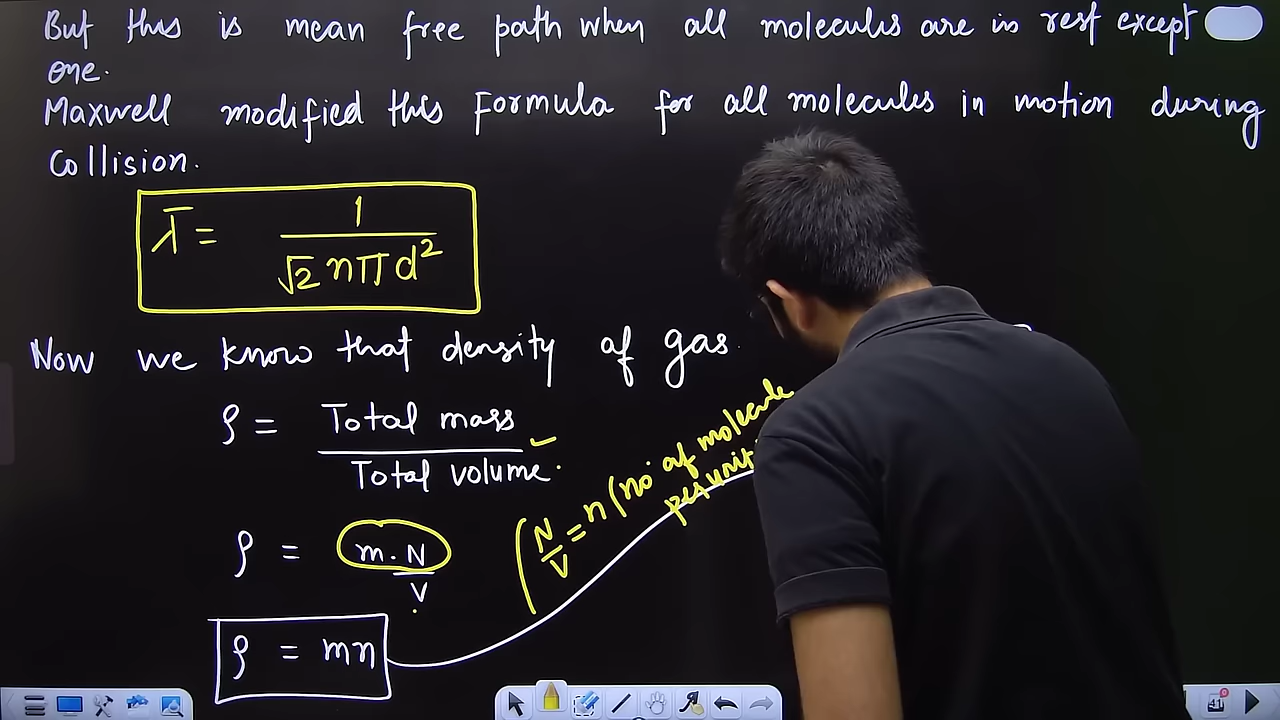 But this is mean free path when all molecules are in rest except
one.
Maxwell modified this Formula for all molecules in motion during
Collision.
λ̄ = 1 / √2 nπd²
Now we know that density of gas
ρ = Total mass / Total volume
(N/V = n (no of molecule
per unit
ρ = m.N / V
ρ = mn
41